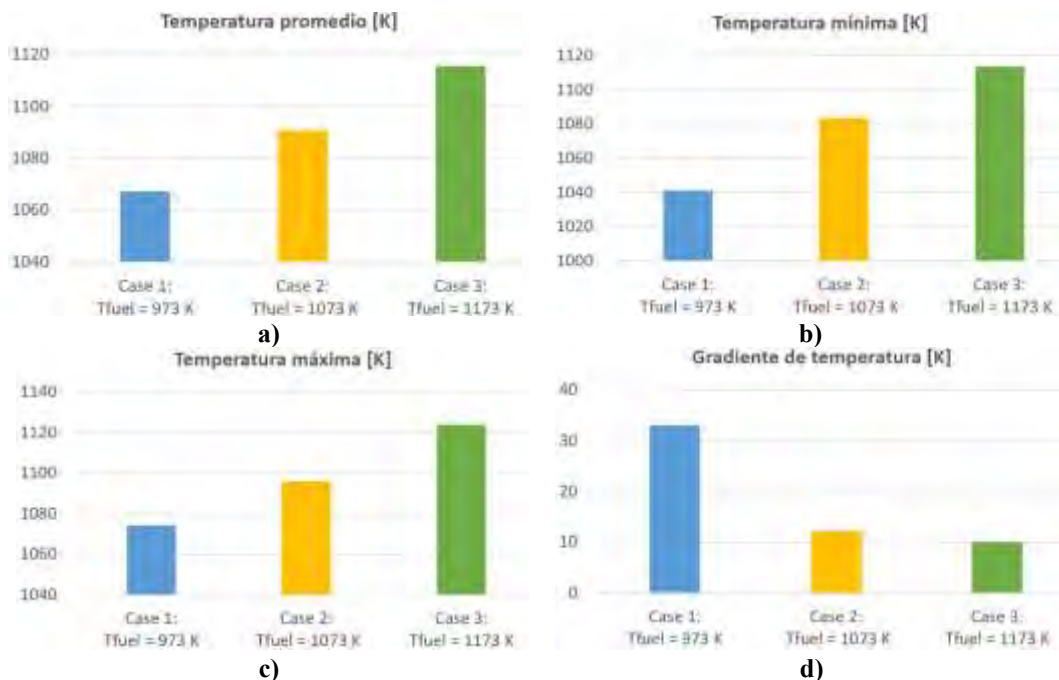 Temperatura promedio [K]
1120
1100
1080
1060
1040
Case 1:
Tfuel = 973 K
Case 2:
Tfuel = 1073 K
Case 3:
Tfuel = 1173 K
a)
Temperatura mínima [K]
1120
1100
1080
1060
1040
1020
1000
Case 1:
Tfuel = 973 K
Case 2:
Tfuel = 1073 K
Case 3:
Tfuel = 1173 K
b)
Temperatura máxima [K]
1140
1120
1100
1080
1060
1040
Case 1:
Tfuel = 973 K
Case 2:
Tfuel = 1073 K
Case 3:
Tfuel = 1173 K
c)
Gradiente de temperatura [K]
40
30
20
10
0
Case 1:
Tfuel = 973 K
Case 2:
Tfuel = 1073 K
Case 3:
Tfuel = 1173 K
d)